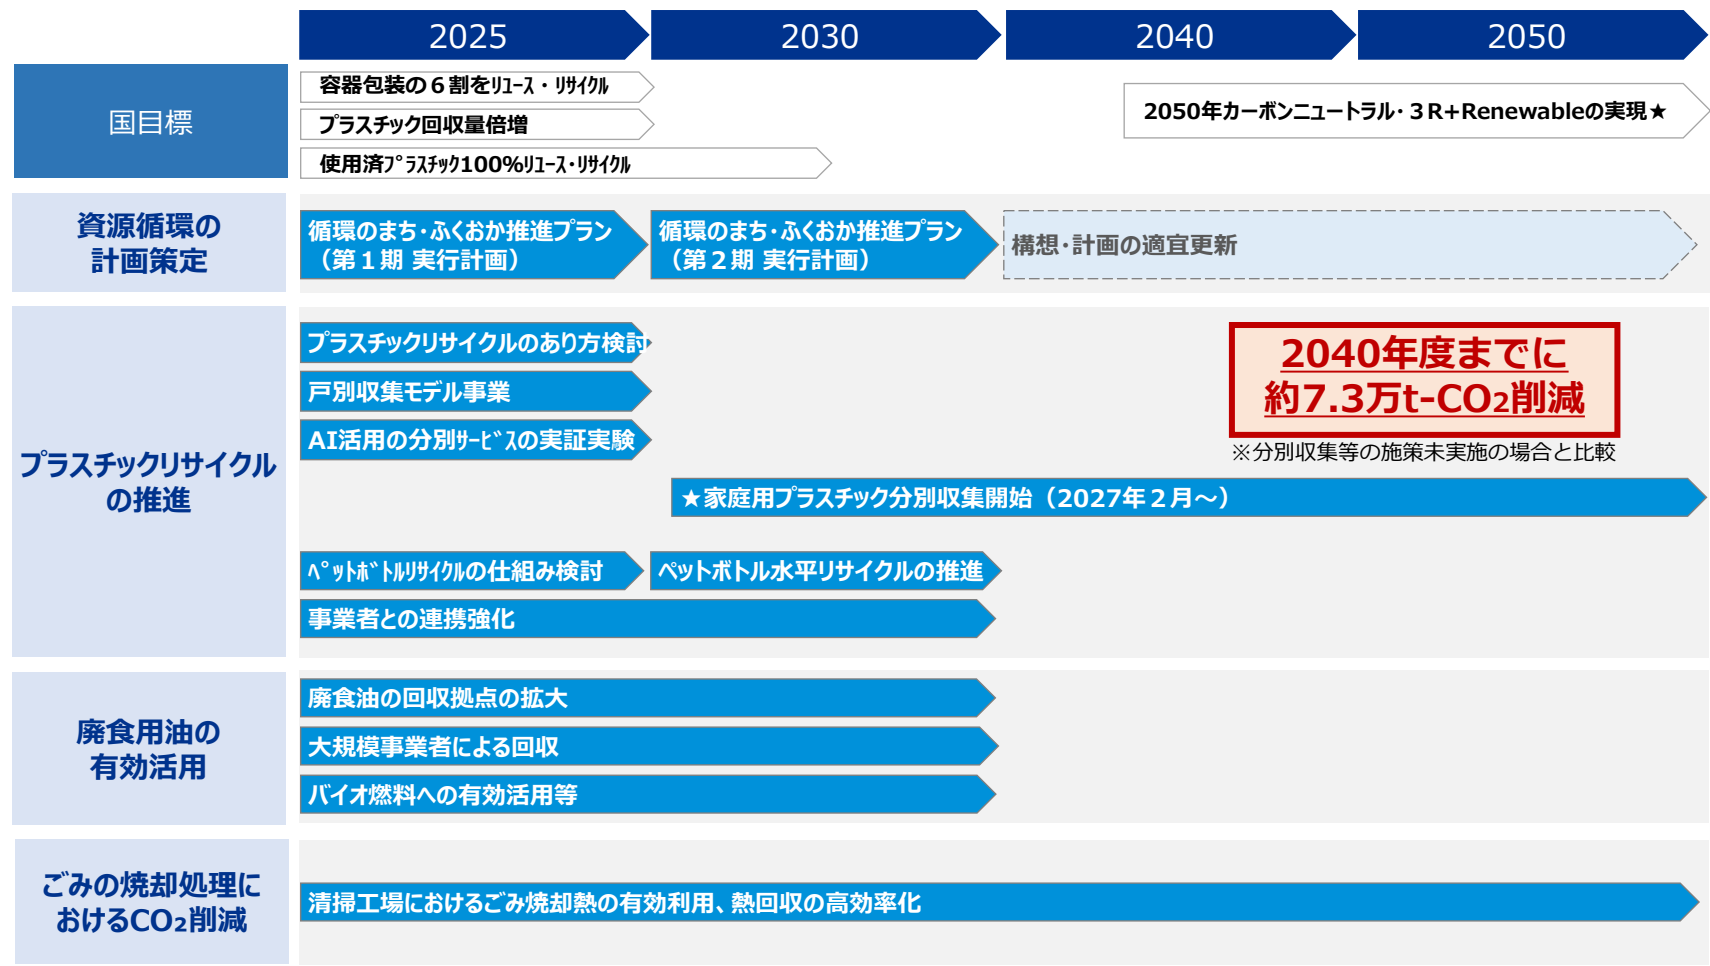 2025
2030
2040
2050
国目標
容器包装の６割をﾘﾕｰｽ・ﾘｻｲｸﾙ
プラスチック回収量倍増
使用済ﾌﾟﾗｽﾁｯｸ100%ﾘﾕｰｽ･ﾘｻｲｸﾙ
2050年カーボンニュートラル･３R+Renewableの実現★
資源循環の
計画策定
循環のまち･ふくおか推進プラン
（第１期 実行計画）
循環のまち･ふくおか推進プラン
（第２期 実行計画）
構想･計画の適宜更新
プラスチックリサイクル
の推進
プラスチックリサイクルのあり方検討
戸別収集モデル事業
AI活用の分別ｻｰﾋﾞｽの実証実験
2040年度までに
約7.3万t-CO₂削減
※分別収集等の施策未実施の場合と比較
★家庭用プラスチック分別収集開始（2027年２月～）
ﾍﾟｯﾄﾎﾞﾄﾙﾘｻｲｸﾙの仕組み検討
ペットボトル水平リサイクルの推進
事業者との連携強化
廃食用油の
有効活用
廃食油の回収拠点の拡大
大規模事業者による回収
バイオ燃料への有効活用等
ごみの焼却処理に
おけるCO₂削減
清掃工場におけるごみ焼却熱の有効利用、熱回収の高効率化